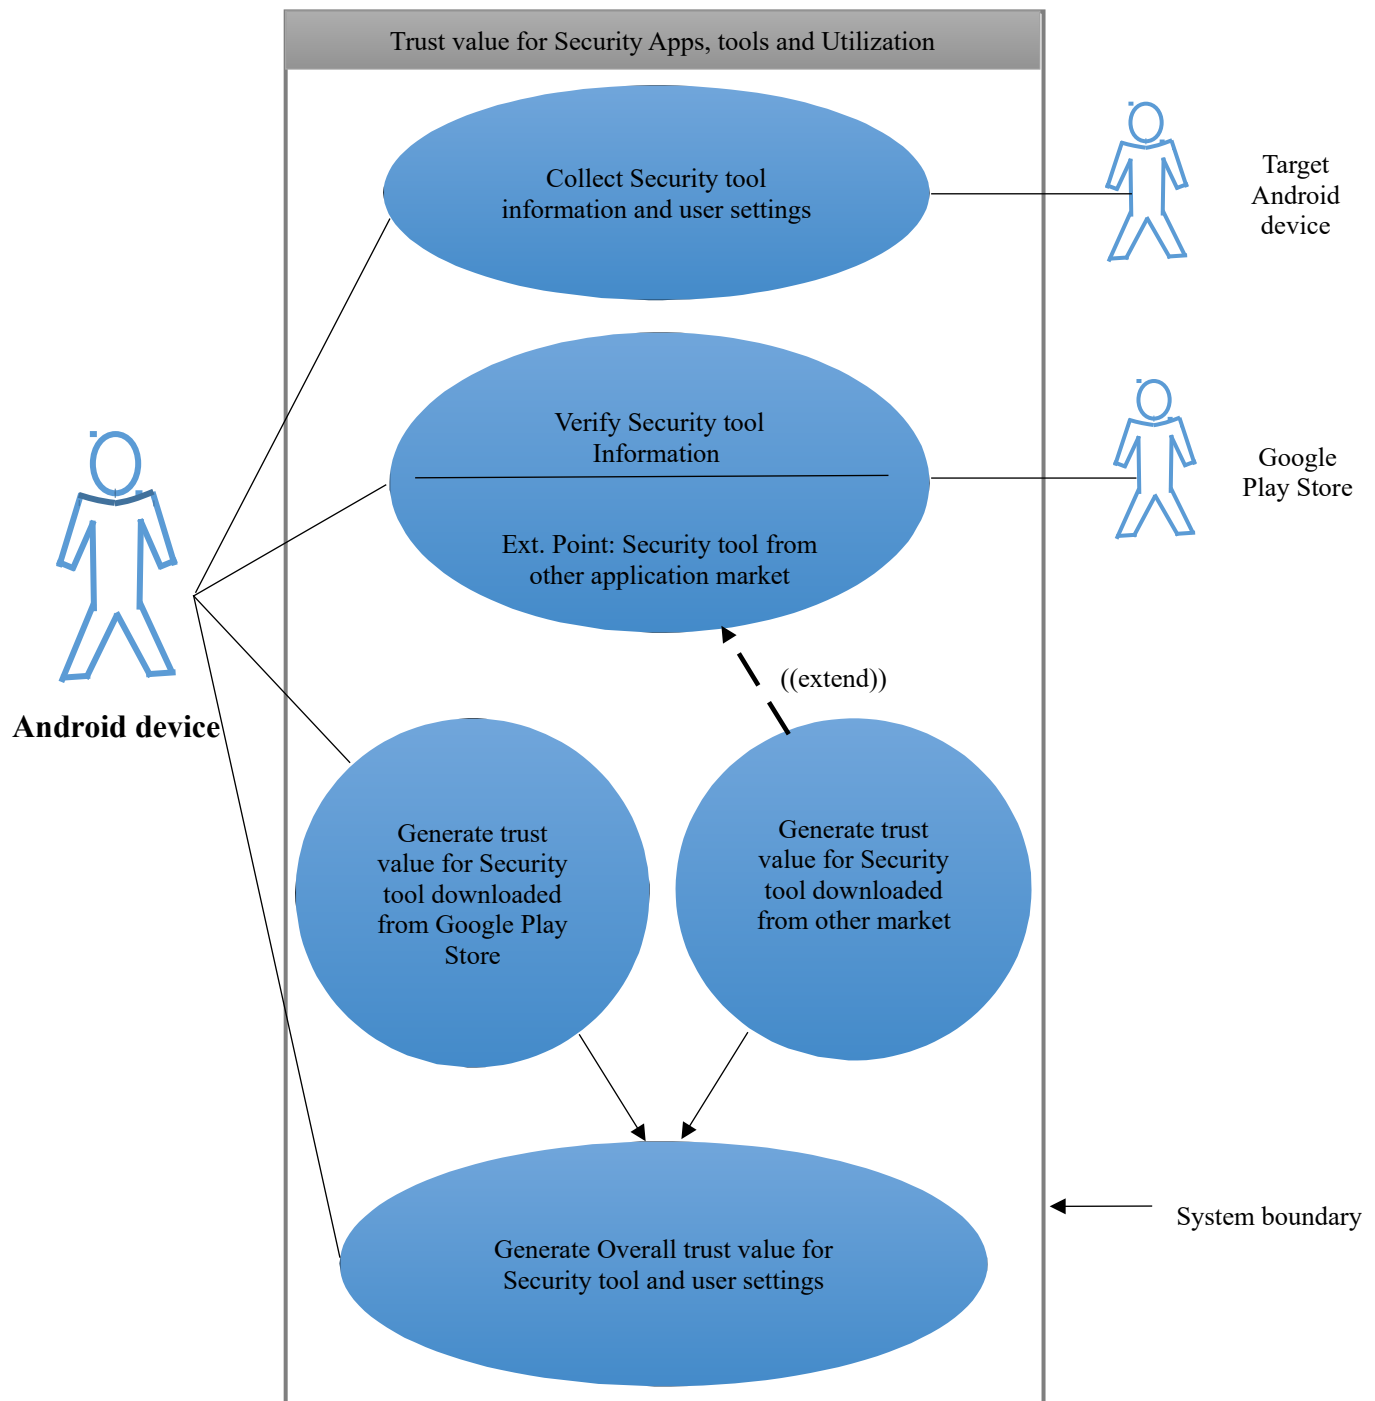 Trust value for Security Apps, tools and Utilization
Collect Security tool
information and user settings
Target
Android
device
Verify Security tool
Information
Ext. Point: Security tool from
other application market
Google
Play Store
((extend))
Android device
Generate trust
value for Security
tool downloaded
from Google Play
Store
Generate trust
value for Security
tool downloaded
from other market
System boundary
Generate Overall trust value for
Security tool and user settings